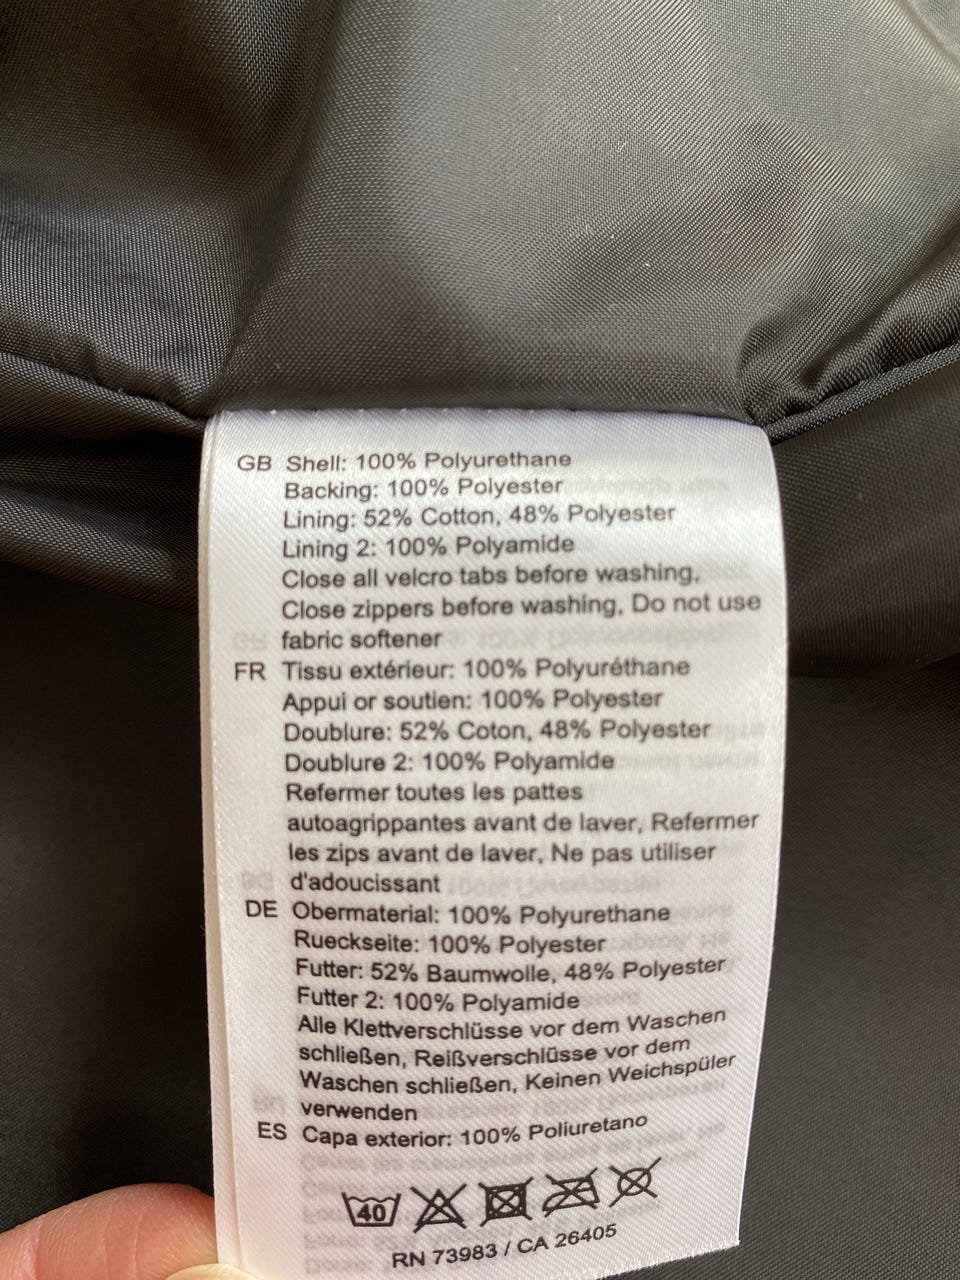 GB Shell: 100% Polyurethane
Backing: 100% Polyester
Lining: 52% Cotton, 48% Polyester
Lining 2: 100% Polyamide
Close all velcro tabs before washing,
Close zippers before washing, Do not use
fabric softener
FR Tissu extérieur: 100% Polyuréthane
Appui or soutien: 100% Polyester
Doublure: 52% Coton, 48% Polyester
Doublure 2: 100% Polyamide
Refermer toutes les pattes
autoagrippantes avant de laver, Refermer
les zips avant de laver, Ne pas utiliser
d'adoucissant
DE Obermaterial: 100% Polyurethane
Rueckseite: 100% Polyester
Futter: 52% Baumwolle, 48% Polyester
Futter 2: 100% Polyamide
Alle Klettverschlüsse vor dem Waschen
schließen, Reißverschlüsse vor dem
Waschen schließen, Keinen Weichspüler
verwenden
ES Capa exterior: 100% Poliuretano
40
RN 73983 / CA 26405